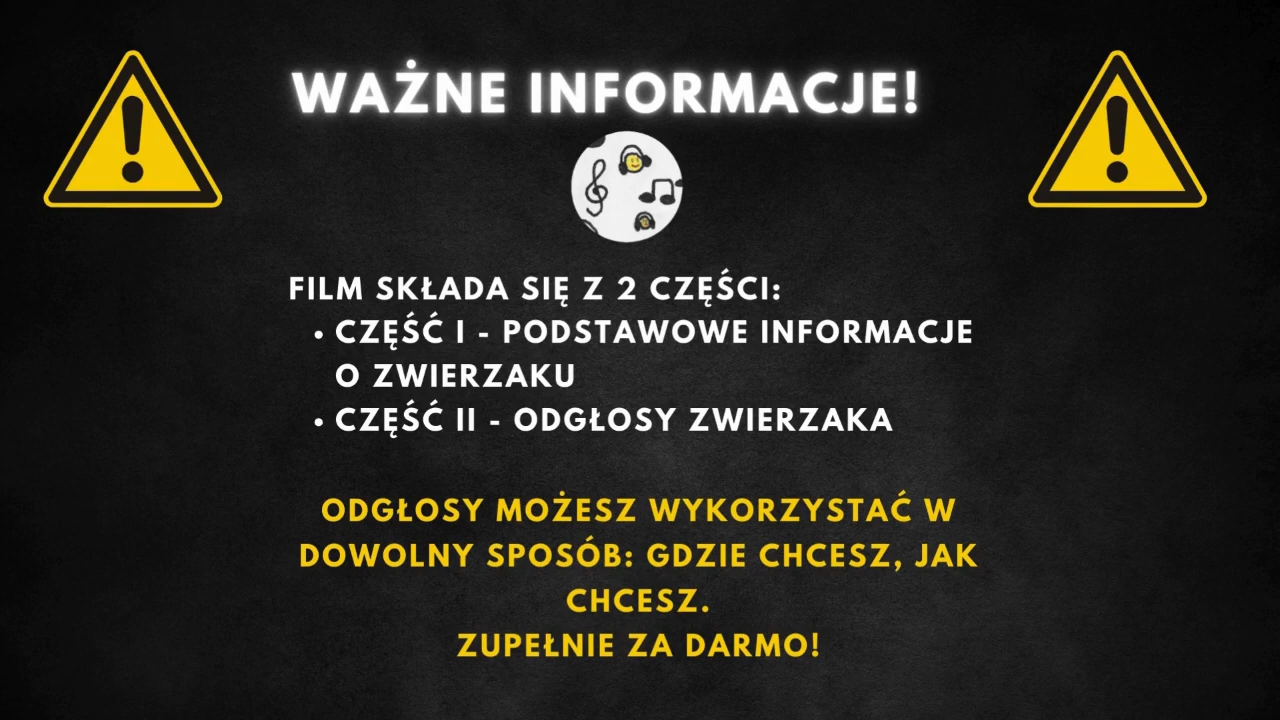 WAŻNE INFORMACJE!
FILM SKŁADA SIĘ Z 2 CZĘŚCI:
• CZĘŚĆ I - PODSTAWOWE INFORMACJE
O ZWIERZAKU
• CZĘŚĆ II - ODGŁOSY ZWIERZAKA
ODGŁOSY MOŻESZ WYKORZYSTAĆ W
DOWOLNY SPOSÓB: GDZIE CHCESZ, JAK
CHCESZ.
ZUPEŁNIE ZA DARMO!